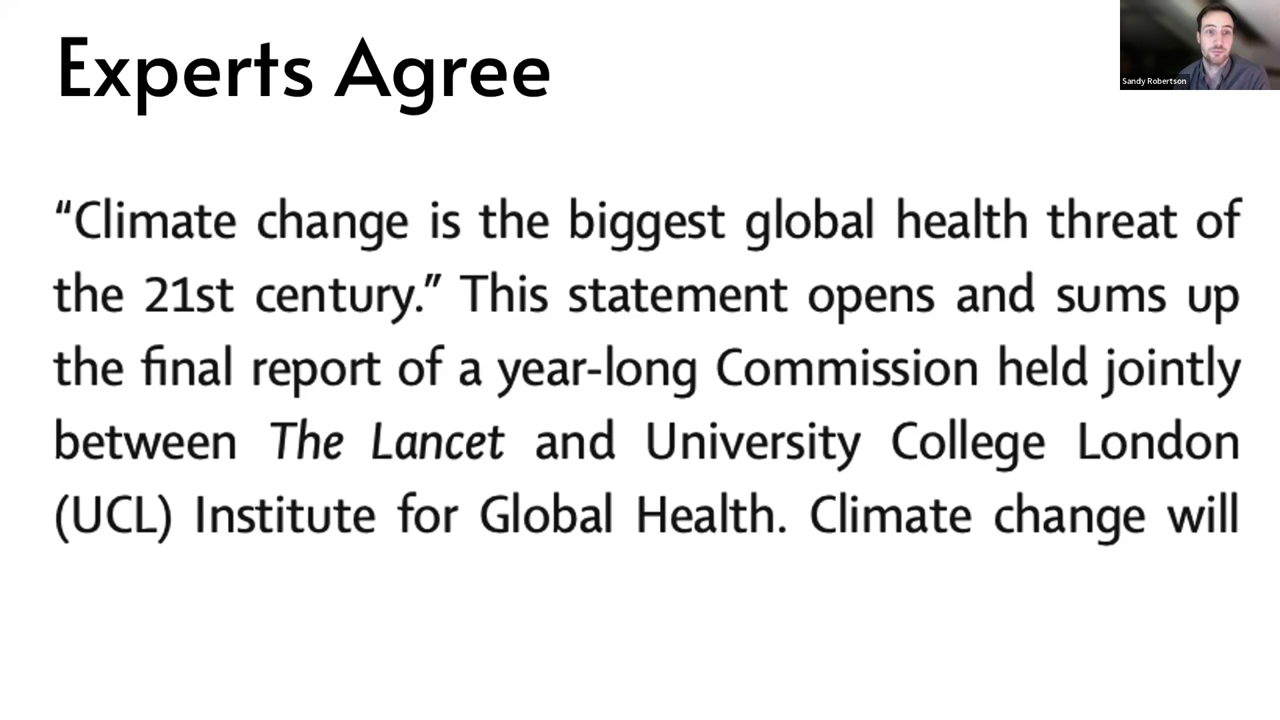 Experts Agree
Sandy Robertson
“Climate change is the biggest global health threat of
the 21st century.” This statement opens and sums up
the final report of a year-long Commission held jointly
between The Lancet and University College London
(UCL) Institute for Global Health. Climate change will